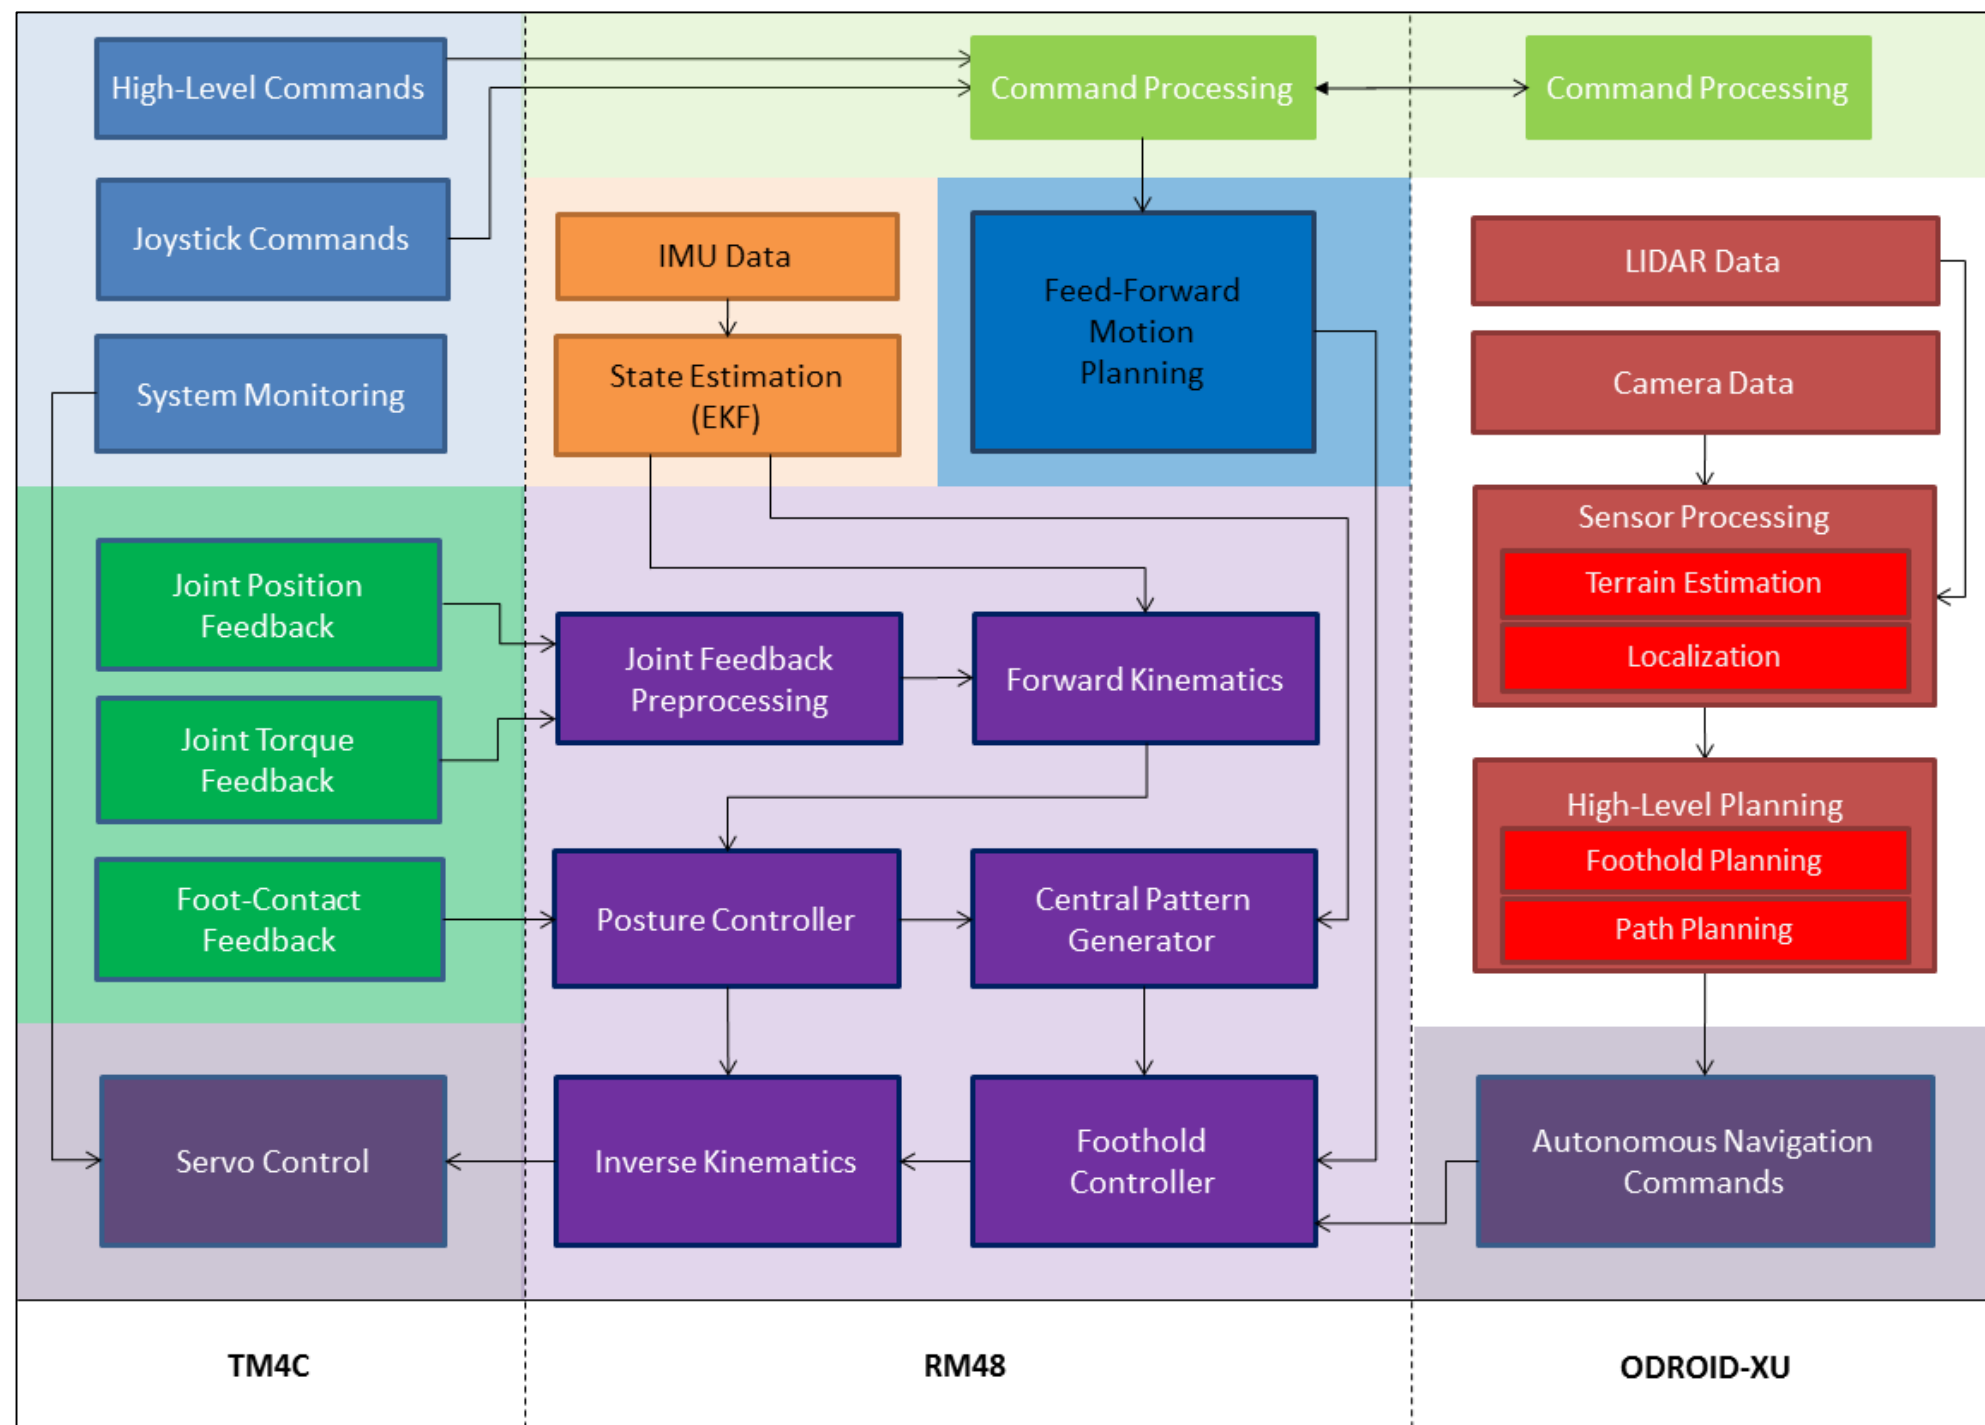 High-Level Commands
Command Processing
Command Processing
Joystick Commands
IMU Data
Feed-Forward
Motion
Planning
LIDAR Data
System Monitoring
State Estimation
(EKF)
Camera Data
Sensor Processing
Terrain Estimation
Localization
Joint Position
Feedback
Joint Feedback
Preprocessing
Forward Kinematics
Joint Torque
Feedback
High-Level Planning
Foothold Planning
Path Planning
Foot-Contact
Feedback
Posture Controller
Central Pattern
Generator
Servo Control
Inverse Kinematics
Foothold
Controller
Autonomous Navigation
Commands
TM4C
RM48
ODROID-XU